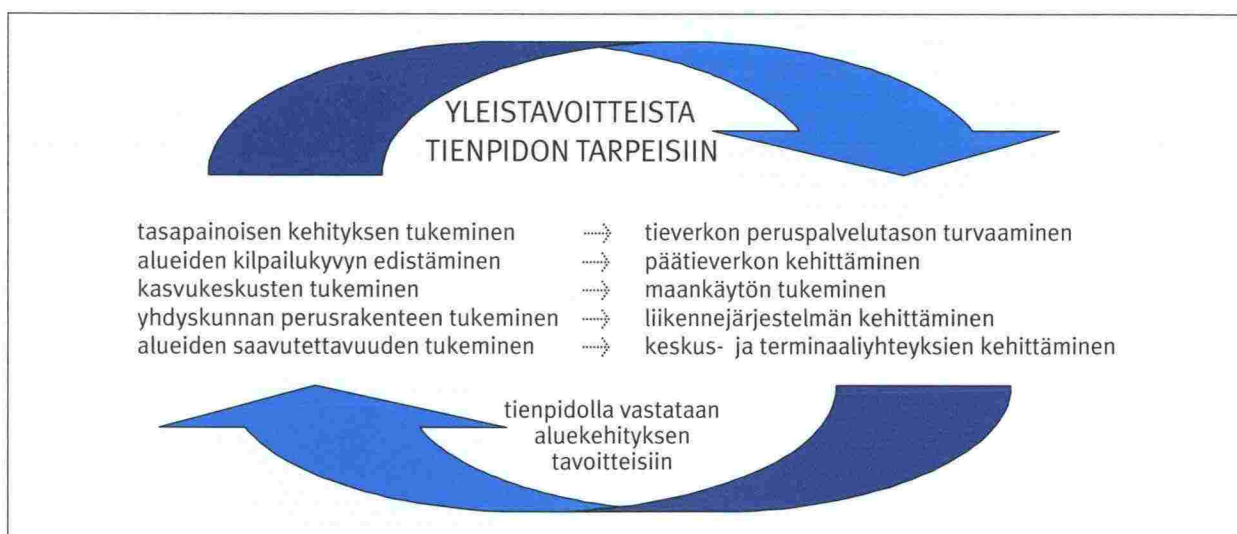 YLEISTAVOITTEISTA
TIENPIDON TARPEISIIN
tasapainoisen kehityksen tukeminen tieverkon peruspalvelutason turvaaminen
alueiden kilpailukyvyn edistäminen päätieverkon kehittäminen
kasvukeskusten tukeminen maankäytön tukeminen
yhdyskunnan perusrakenteen tukeminen liikennejärjestelmän kehittäminen
alueiden saavutettavuuden tukeminen keskus- ja terminaaliyhteyksien kehittäminen
tienpidolla vastataan
aluekehityksen
tavoitteisiin